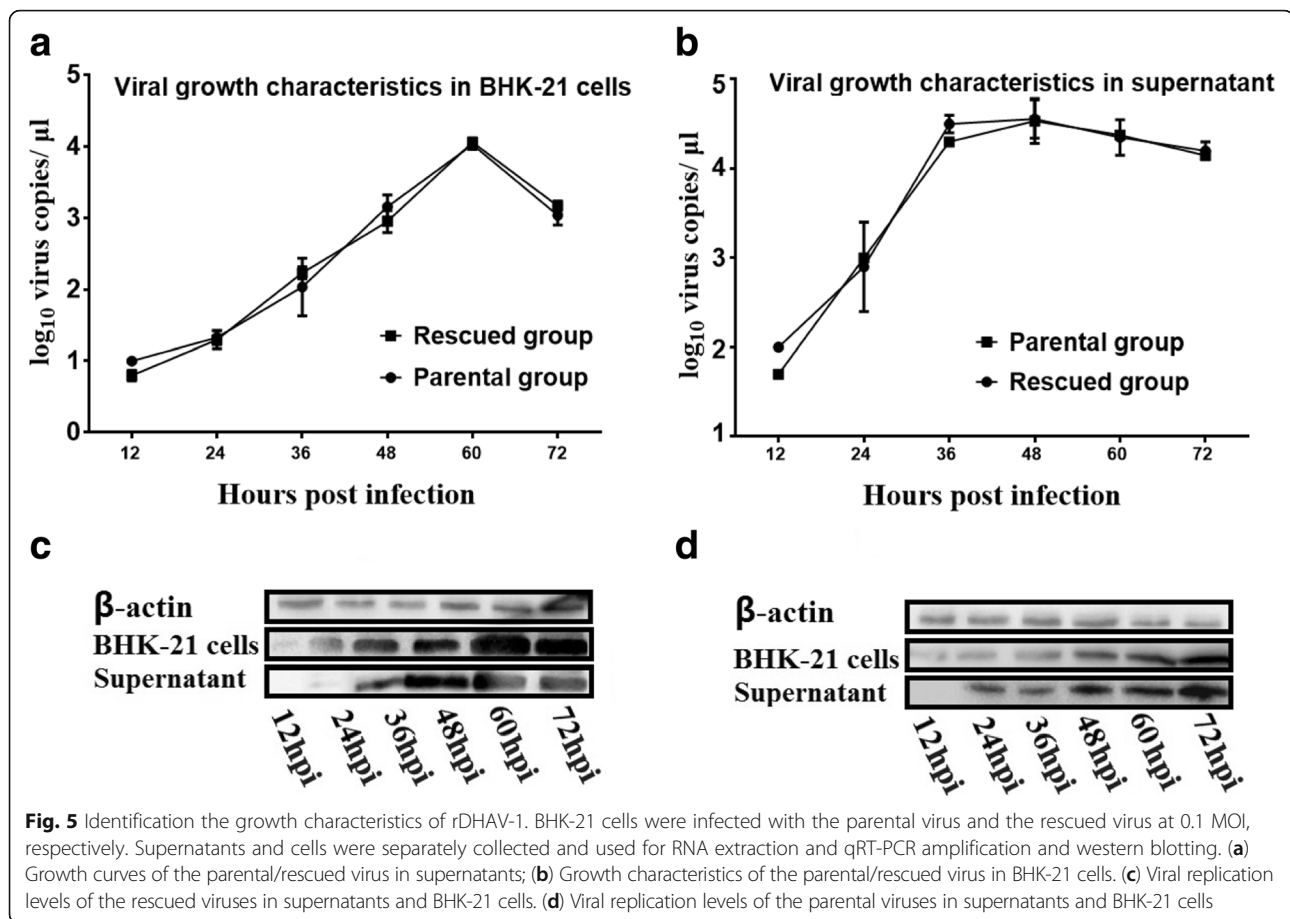 a
Viral growth characteristics in BHK-21 cells
5
4
3
2
1
0
log10 virus copies/ μl
Rescued group
Parental group
12 24 36 48 60 72
Hours post infection
b
Viral growth characteristics in supernatant
5
4
3
2
1
log10 virus copies/ μl
Parental group
Rescued group
12 24 36 48 60 72
Hours post infection
c
β-actin
BHK-21 cells
Supernatant
12hpi 24hpi 36hpi 48hpi 60hpi 72hpi
d
β-actin
BHK-21 cells
Supernatant
12hpi 24hpi 36hpi 48hpi 60hpi 72hpi
Fig. 5 Identification the growth characteristics of rDHAV-1. BHK-21 cells were infected with the parental virus and the rescued virus at 0.1 MOI,
respectively. Supernatants and cells were separately collected and used for RNA extraction and qRT-PCR amplification and western blotting. (a)
Growth curves of the parental/rescued virus in supernatants; (b) Growth characteristics of the parental/rescued virus in BHK-21 cells. (c) Viral replication
levels of the rescued viruses in supernatants and BHK-21 cells. (d) Viral replication levels of the parental viruses in supernatants and BHK-21 cells